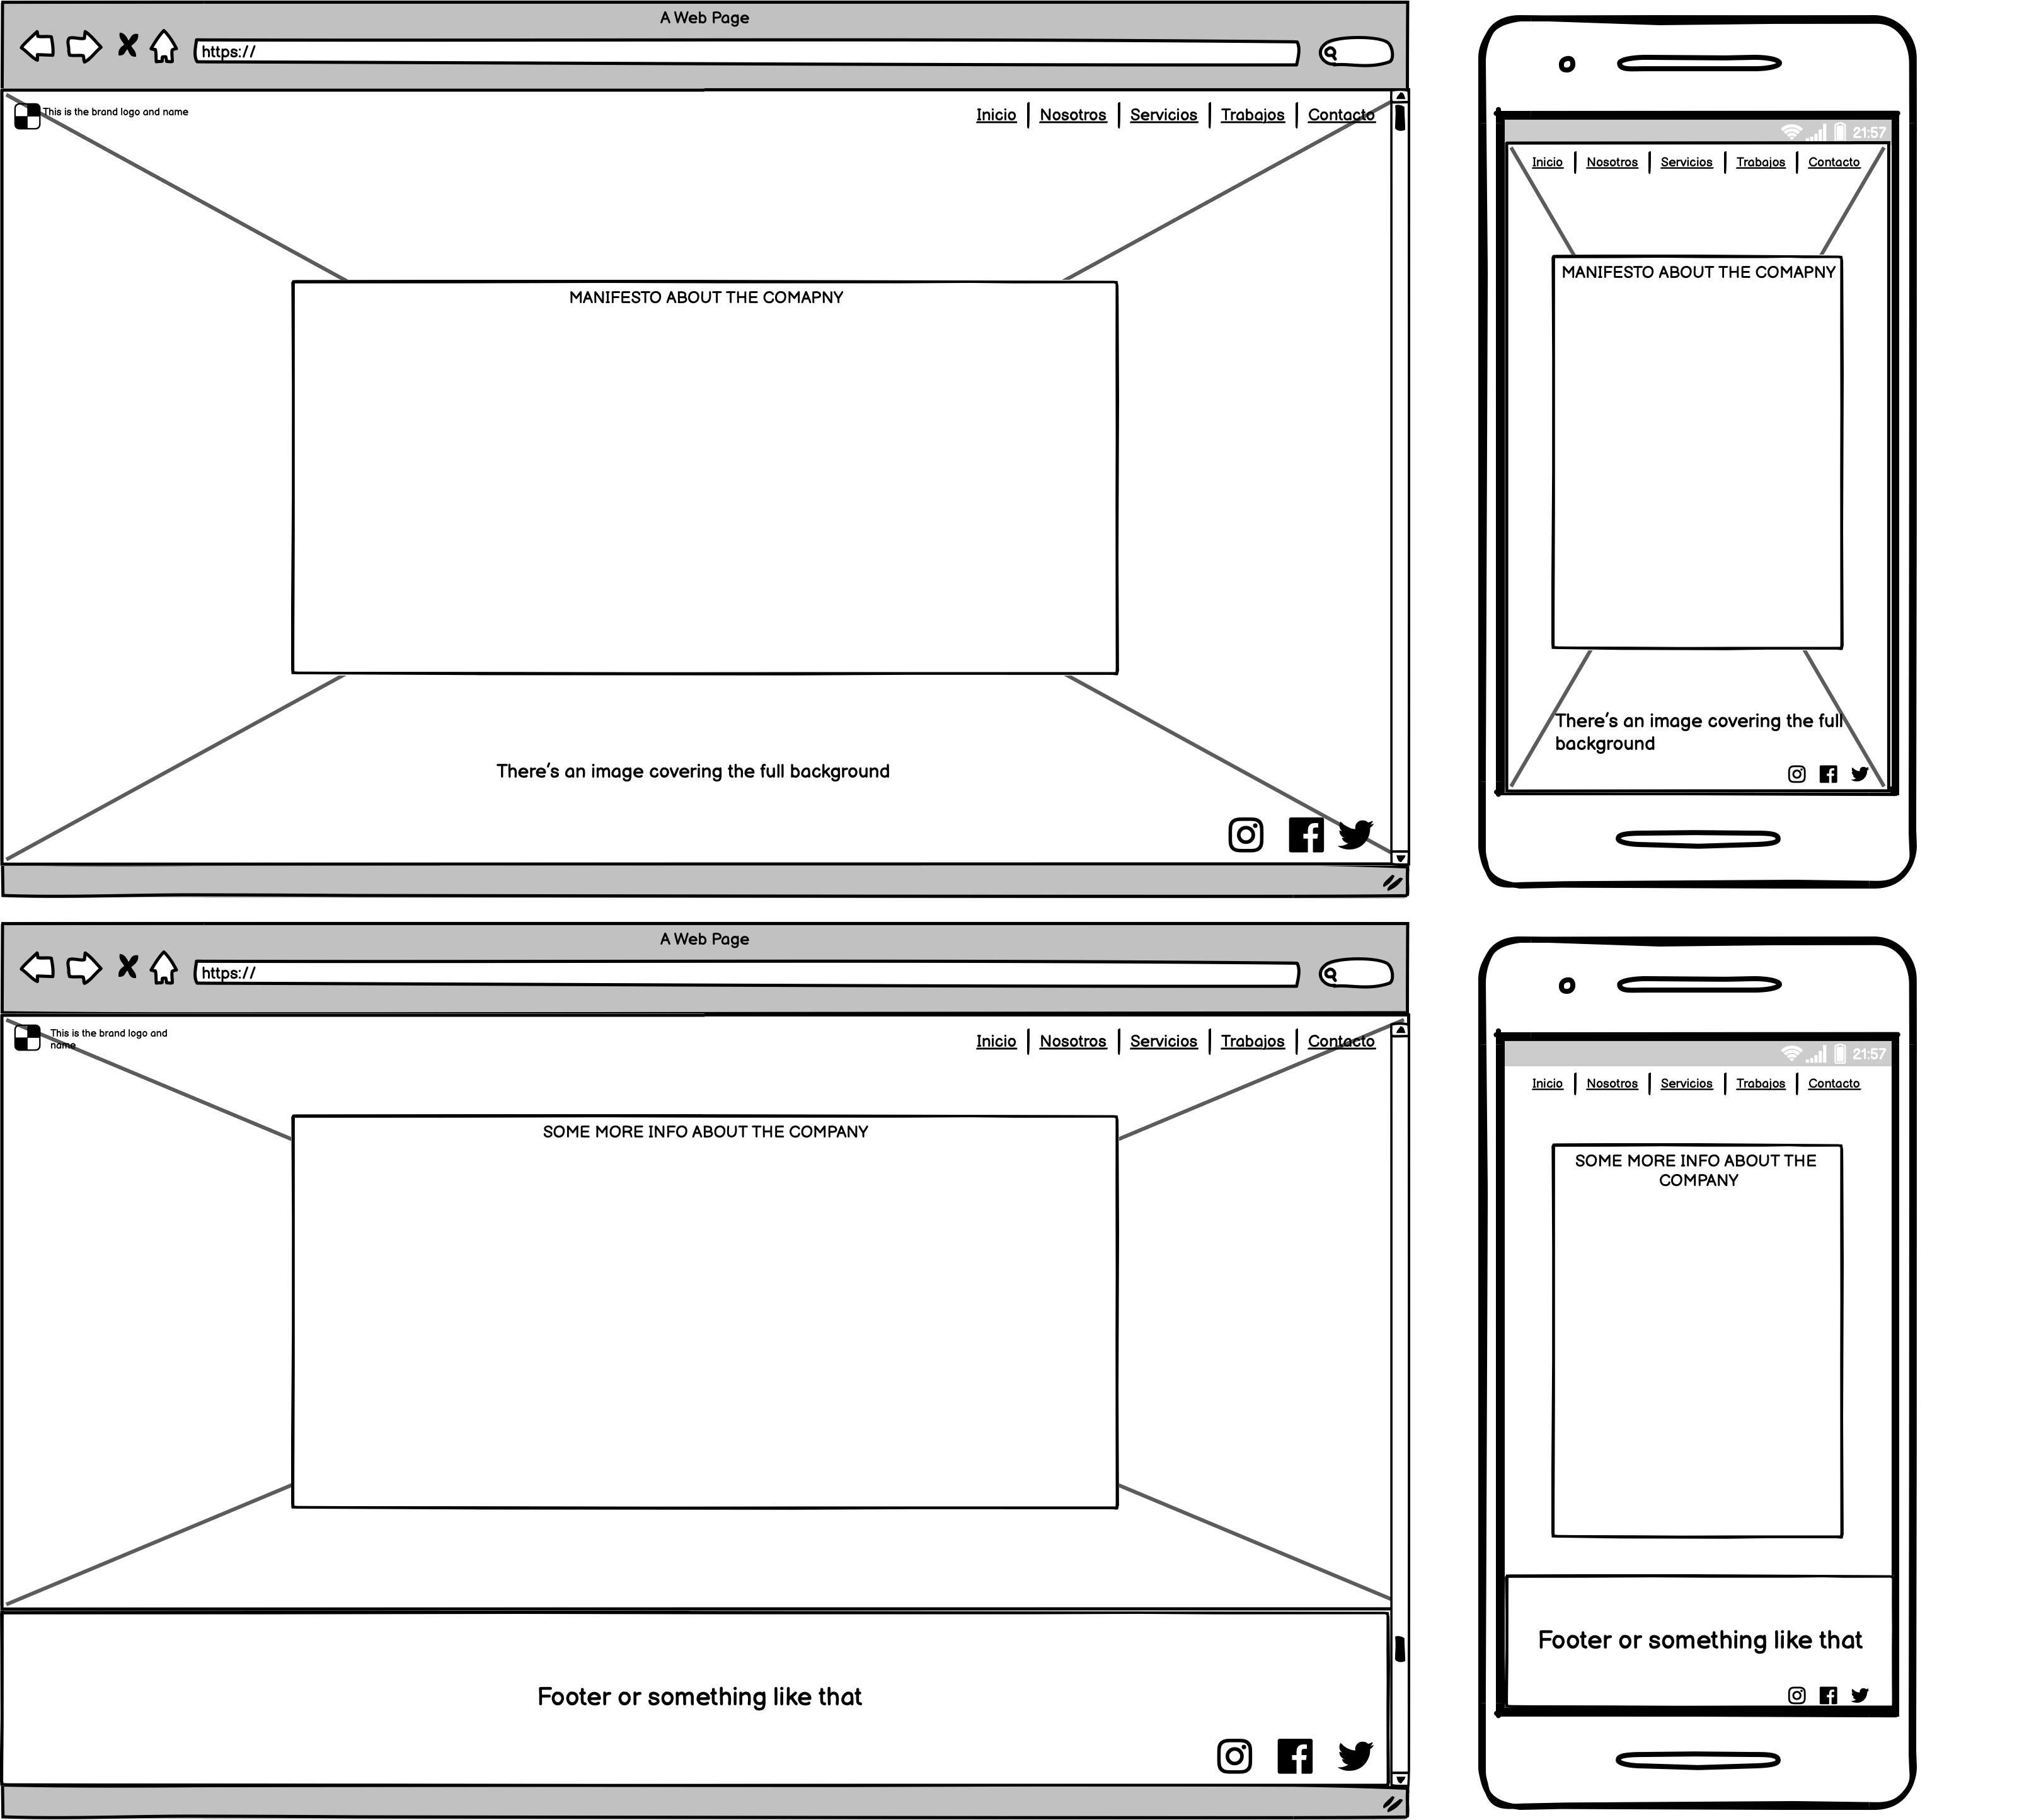 A Web Page
https://
This is the brand logo and name
Inicio Nosotros Servicios Trabajos Contacto
MANIFESTO ABOUT THE COMAPNY
There's an image covering the full background
21:57
Inicio Nosotros Servicios Trabajos Contacto
MANIFESTO ABOUT THE COMAPNY
There's an image covering the full
background
A Web Page
https://
This is the brand logo and
name
Inicio Nosotros Servicios Trabajos Contacto
SOME MORE INFO ABOUT THE COMPANY
Footer or something like that
21:57
Inicio Nosotros Servicios Trabajos Contacto
SOME MORE INFO ABOUT THE
COMPANY
Footer or something like that